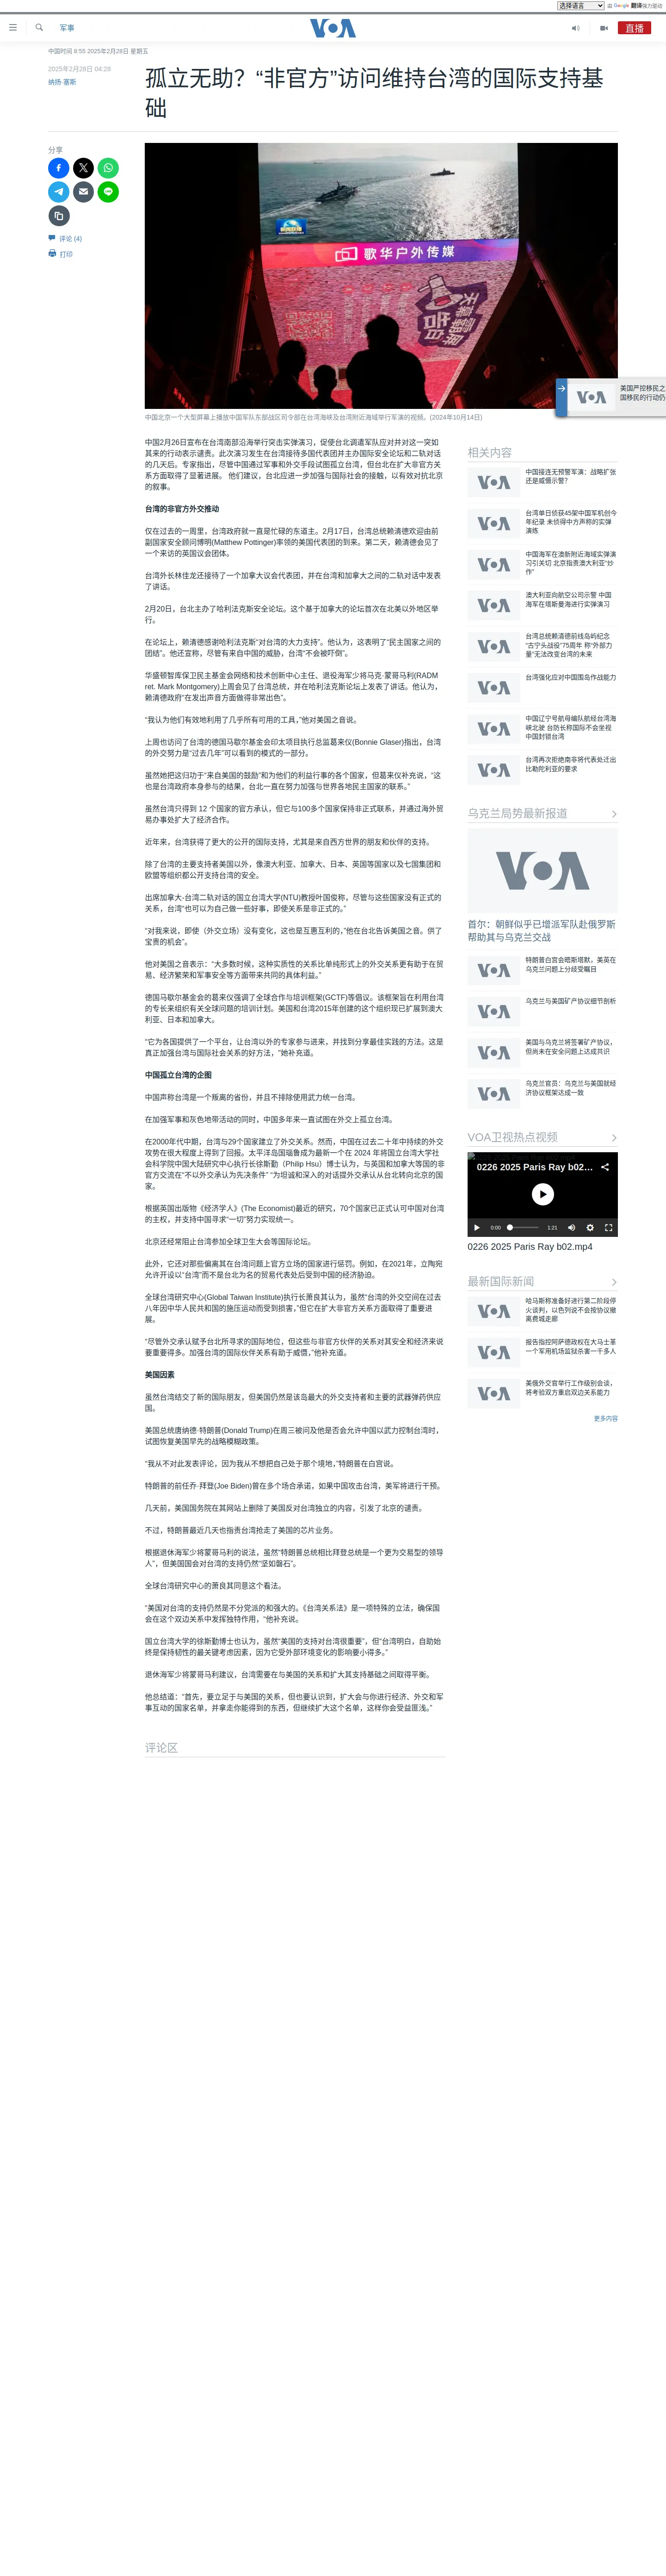 选择语言 由 Google 翻译强力驱动
军事
VOA
直播
中国时间 8:55 2025年2月28日 星期五
2025年2月28日 04:28
纳扬·塞斯
孤立无助？“非官方”访问维持台湾的国际支持基
础
分享
评论 (4)
打印
新闻联播
歌华户外传媒
中国北京一个大型屏幕上播放中国军队东部战区司令部在台湾海峡及台湾附近海域举行军演的视频。(2024年10月14日)
美国严控移民之
国移民的行动仍
中国2月26日宣布在台湾南部沿海举行突击实弹演习，促使台北调遣军队应对并对这一突如
其来的行动表示谴责。此次演习发生在台湾接待多国代表团并主办国际安全论坛和二轨对话
的几天后。专家指出，尽管中国通过军事和外交手段试图孤立台湾，但台北在扩大非官方关
系方面取得了显著进展。 他们建议，台北应进一步加强与国际社会的接触，以有效对抗北京
的叙事。
台湾的非官方外交推动
仅在过去的一周里，台湾政府就一直是忙碌的东道主。2月17日，台湾总统赖清德欢迎由前
副国家安全顾问博明(Matthew Pottinger)率领的美国代表团的到来。第二天，赖清德会见了
一个来访的英国议会团体。
台湾外长林佳龙还接待了一个加拿大议会代表团，并在台湾和加拿大之间的二轨对话中发表
了讲话。
2月20日，台北主办了哈利法克斯安全论坛。这个基于加拿大的论坛首次在北美以外地区举
行。
在论坛上，赖清德感谢哈利法克斯“对台湾的大力支持”。他认为，这表明了“民主国家之间的
团结”。他还宣称，尽管有来自中国的威胁，台湾“不会被吓倒”。
华盛顿智库保卫民主基金会网络和技术创新中心主任、退役海军少将马克·蒙哥马利(RADM
ret. Mark Montgomery)上周会见了台湾总统，并在哈利法克斯论坛上发表了讲话。他认为，
赖清德政府“在发出声音方面做得非常出色”。
“我认为他们有效地利用了几乎所有可用的工具，”他对美国之音说。
上周也访问了台湾的德国马歇尔基金会印太项目执行总监葛来仪(Bonnie Glaser)指出，台湾
的外交努力是“过去几年”可以看到的模式的一部分。
虽然她把这归功于“来自美国的鼓励”和为他们的利益行事的各个国家，但葛来仪补充说，“这
也是台湾政府本身参与的结果，台北一直在努力加强与世界各地民主国家的联系。”
虽然台湾只得到 12 个国家的官方承认，但它与100多个国家保持非正式联系，并通过海外贸
易办事处扩大了经济合作。
近年来，台湾获得了更大的公开的国际支持，尤其是来自西方世界的朋友和伙伴的支持。
除了台湾的主要支持者美国以外，像澳大利亚、加拿大、日本、英国等国家以及七国集团和
欧盟等组织都公开支持台湾的安全。
出席加拿大-台湾二轨对话的国立台湾大学(NTU)教授叶国俊称，尽管与这些国家没有正式的
关系，台湾“也可以为自己做一些好事，即使关系是非正式的。”
“对我来说，即使（外交立场）没有变化，这也是互惠互利的，”他在台北告诉美国之音。供了
宝贵的机会”。
他对美国之音表示：“大多数时候，这种实质性的关系比单纯形式上的外交关系更有助于在贸
易、经济繁荣和军事安全等方面带来共同的具体利益。”
德国马歇尔基金会的葛来仪强调了全球合作与培训框架(GCTF)等倡议。该框架旨在利用台湾
的专长来组织有关全球问题的培训计划。美国和台湾2015年创建的这个组织现已扩展到澳大
利亚、日本和加拿大。
“它为各国提供了一个平台，让台湾以外的专家参与进来，并找到分享最佳实践的方法。这是
真正加强台湾与国际社会关系的好方法，”她补充道。
中国孤立台湾的企图
中国声称台湾是一个叛离的省份，并且不排除使用武力统一台湾。
在加强军事和灰色地带活动的同时，中国多年来一直试图在外交上孤立台湾。
在2000年代中期，台湾与29个国家建立了外交关系。然而，中国在过去二十年中持续的外交
攻势在很大程度上得到了回报。太平洋岛国瑙鲁成为最新一个在 2024 年将国立台湾大学社
会科学院中国大陆研究中心执行长徐斯勤（Philip Hsu）博士认为，与英国和加拿大等国的非
官方交流在“不以外交承认为先决条件” “为坦诚和深入的对话提外交承认从台北转向北京的国
家。
根据英国出版物《经济学人》(The Economist)最近的研究，70个国家已正式认可中国对台湾
的主权，并支持中国寻求“一切”努力实现统一。
北京还经常阻止台湾参加全球卫生大会等国际论坛。
此外，它还对那些偏离其在台湾问题上官方立场的国家进行惩罚。例如，在2021年，立陶宛
允许开设以“台湾”而不是台北为名的贸易代表处后受到中国的经济胁迫。
全球台湾研究中心(Global Taiwan Institute)执行长萧良其认为，虽然“台湾的外交空间在过去
八年因中华人民共和国的施压运动而受到损害，”但它在扩大非官方关系方面取得了重要进
展。
“尽管外交承认赋予台北所寻求的国际地位，但这些与非官方伙伴的关系对其安全和经济来说
要重要得多。加强台湾的国际伙伴关系有助于威慑，”他补充道。
美国因素
虽然台湾结交了新的国际朋友，但美国仍然是该岛最大的外交支持者和主要的武器弹药供应
国。
美国总统唐纳德·特朗普(Donald Trump)在周三被问及他是否会允许中国以武力控制台湾时，
试图恢复美国早先的战略模糊政策。
“我从不对此发表评论，因为我从不想把自己处于那个境地，”特朗普在白宫说。
特朗普的前任乔·拜登(Joe Biden)曾在多个场合承诺，如果中国攻击台湾，美军将进行干预。
几天前，美国国务院在其网站上删除了美国反对台湾独立的内容，引发了北京的谴责。
不过，特朗普最近几天也指责台湾抢走了美国的芯片业务。
根据退休海军少将蒙哥马利的说法，虽然“特朗普总统相比拜登总统是一个更为交易型的领导
人”，但美国国会对台湾的支持仍然“坚如磐石”。
全球台湾研究中心的萧良其同意这个看法。
“美国对台湾的支持仍然是不分党派的和强大的。《台湾关系法》是一项特殊的立法，确保国
会在这个双边关系中发挥独特作用，”他补充说。
国立台湾大学的徐斯勤博士也认为，虽然“美国的支持对台湾很重要”，但“台湾明白，自助始
终是保持韧性的最关键考虑因素，因为它受外部环境变化的影响要小得多。”
退休海军少将蒙哥马利建议，台湾需要在与美国的关系和扩大其支持基础之间取得平衡。
他总结道：“首先，要立足于与美国的关系，但也要认识到，扩大会与你进行经济、外交和军
事互动的国家名单，并拿走你能得到的东西，但继续扩大这个名单，这样你会受益匪浅。”
评论区
相关内容
中国接连无预警军演：战略扩张
还是威慑示警?
台湾单日侦获45架中国军机创今
年纪录 未侦得中方声称的实弹
演练
中国海军在澳新附近海域实弹演
习引关切 北京指责澳大利亚“炒
作”
澳大利亚向航空公司示警 中国
海军在塔斯曼海进行实弹演习
台湾总统赖清德前线岛屿纪念
“古宁头战役”75周年 称“外部力
量”无法改变台湾的未来
台湾强化应对中国围岛作战能力
中国辽宁号航母编队航经台湾海
峡北驶 台防长称国际不会坐视
中国封锁台湾
台湾再次拒绝南非将代表处迁出
比勒陀利亚的要求
乌克兰局势最新报道
首尔：朝鲜似乎已增派军队赴俄罗斯
帮助其与乌克兰交战
特朗普白宫会晤斯塔默，美英在
乌克兰问题上分歧受瞩目
乌克兰与美国矿产协议细节剖析
美国与乌克兰将签署矿产协议，
但尚未在安全问题上达成共识
乌克兰官员：乌克兰与美国就经
济协议框架达成一致
VOA卫视热点视频
0226 2025 Paris Ray b02...
0:00 1:21
0226 2025 Paris Ray b02.mp4
最新国际新闻
哈马斯称准备好进行第二阶段停
火谈判，以色列说不会按协议撤
离费城走廊
报告指控阿萨德政权在大马士革
一个军用机场监狱杀害一千多人
美俄外交官举行工作级别会谈，
将考验双方重启双边关系能力
更多内容